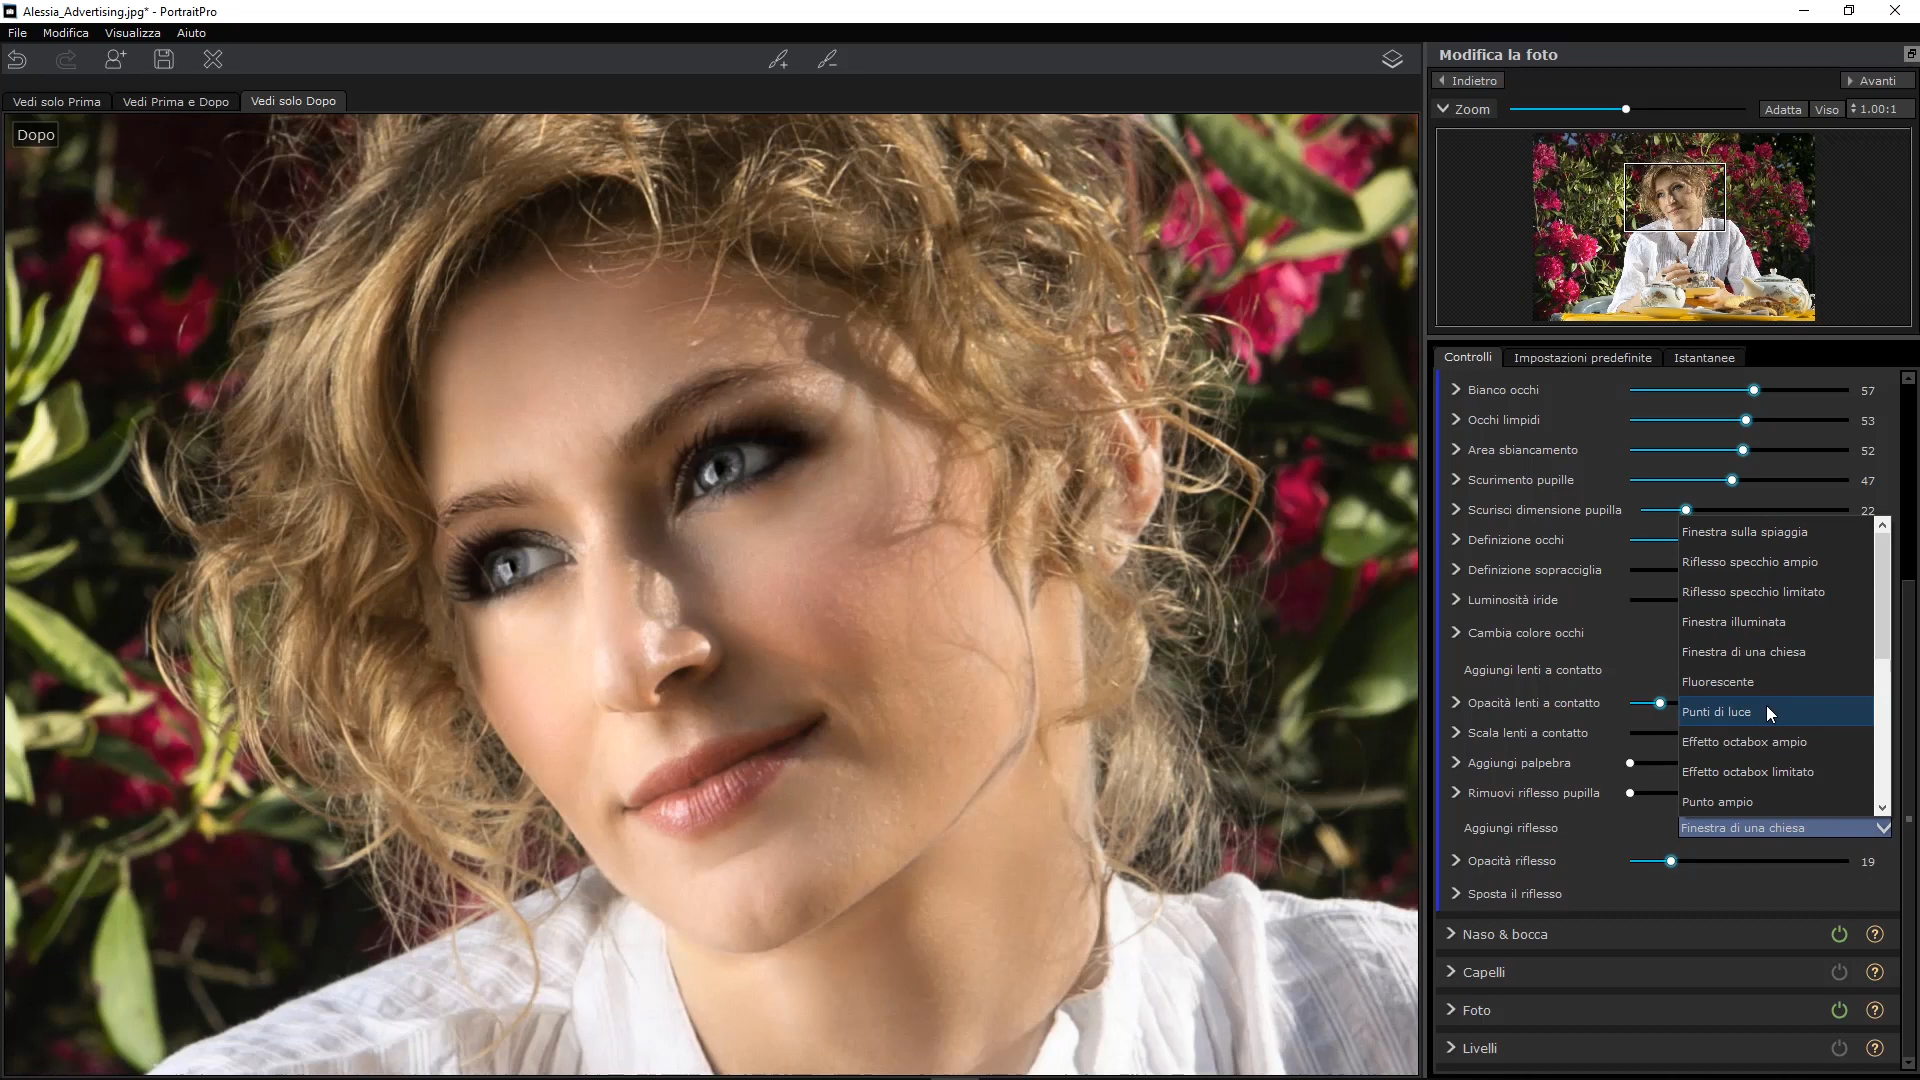 Alessia_Advertising.jpg* - PortraitPro
File Modifica Visualizza Aiuto
Vedi solo Prima Vedi Prima e Dopo Vedi solo Dopo
Dopo
Modifica la foto
Indietro Avanti
Zoom Adatta Viso 1.00:1
Controlli Impostazioni predefinite Istantanee
Bianco occhi 57
Occhi limpidi 53
Area sbiancamento 52
Scurimento pupille 47
Scurisci dimensione pupilla 22
Definizione occhi
Definizione sopracciglia
Luminosità iride
Cambia colore occhi
Aggiungi lenti a contatto
Opacità lenti a contatto
Scala lenti a contatto
Aggiungi palpebra
Rimuovi riflesso pupilla
Finestra sulla spiaggia
Riflesso specchio ampio
Riflesso specchio limitato
Finestra illuminata
Finestra di una chiesa
Fluorescente
Punti di luce
Effetto octabox ampio
Effetto octabox limitato
Punto ampio
Aggiungi riflesso Finestra di una chiesa
Opacità riflesso 19
Sposta il riflesso
Naso & bocca ?
Capelli ?
Foto ?
Livelli ?